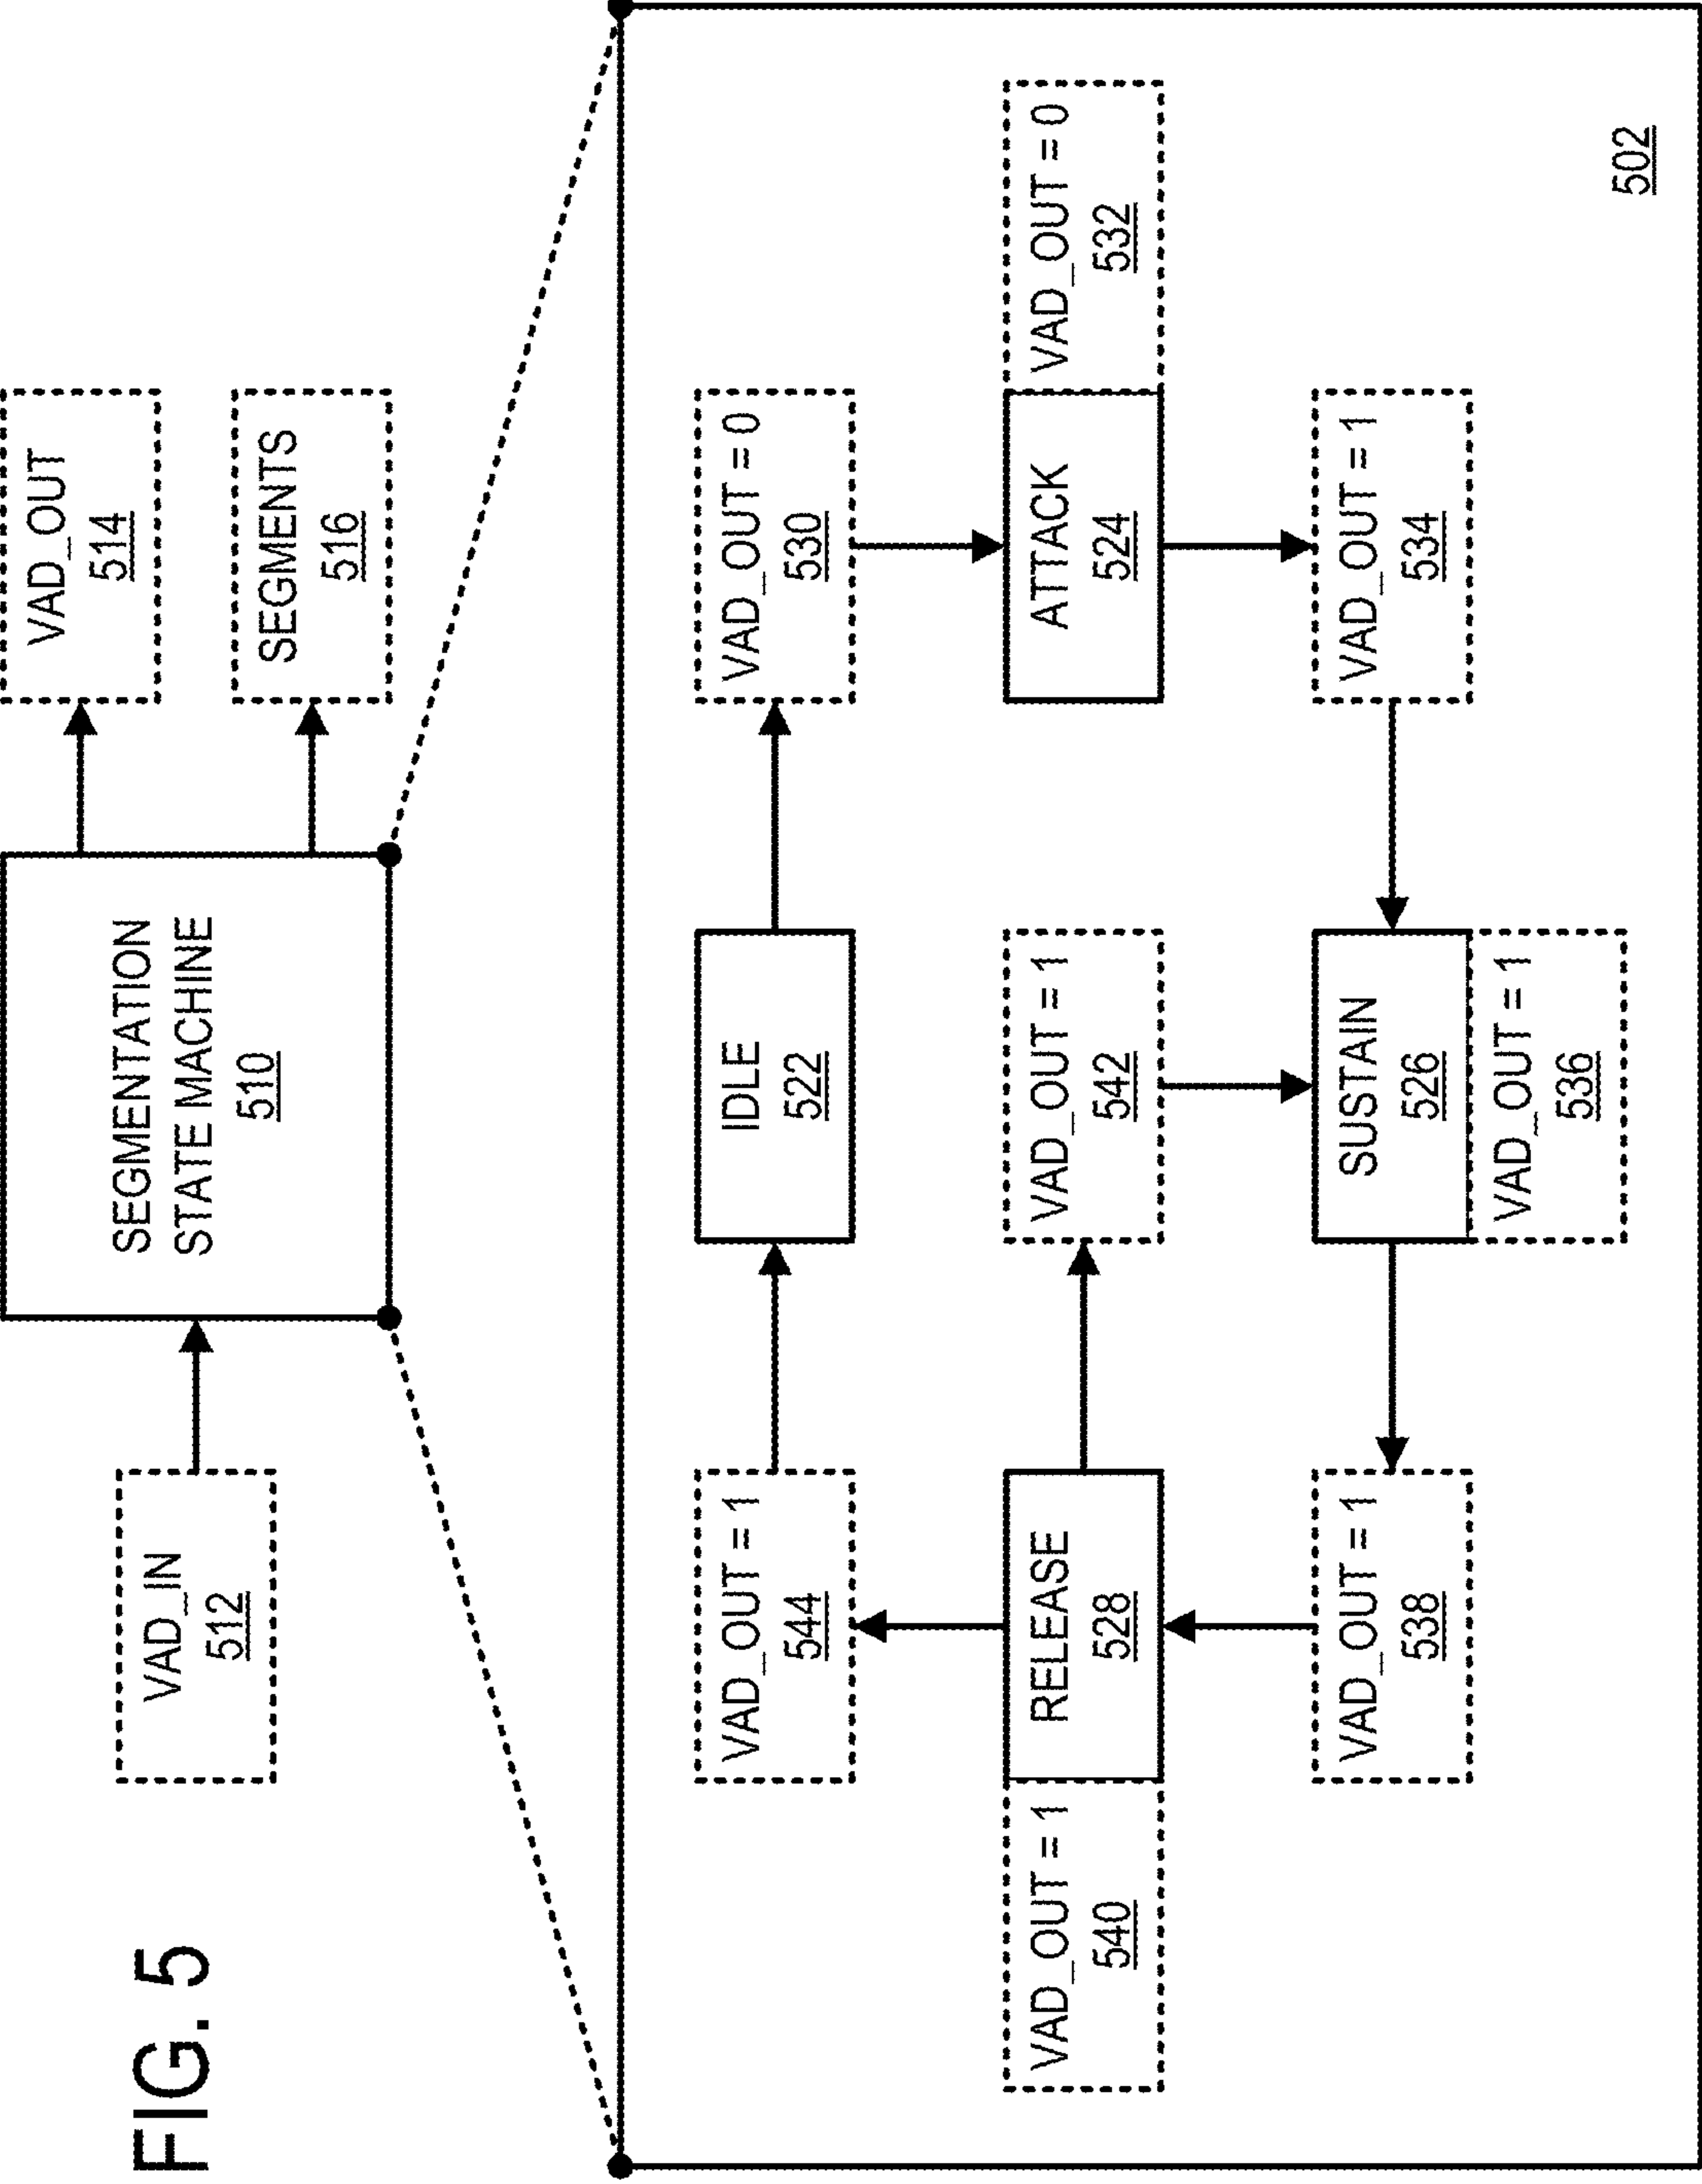 FIG. 5
VAD_IN
512
SEGMENTATION
STATE MACHINE
510
VAD_OUT
514
SEGMENTS
516
VAD_OUT = 1
544
IDLE
522
VAD_OUT = 0
530
VAD_OUT = 1
540
RELEASE
528
VAD_OUT = 1
542
ATTACK
524
VAD_OUT = 0
532
VAD_OUT = 1
538
SUSTAIN
526
VAD_OUT = 1
536
VAD_OUT = 1
534
502